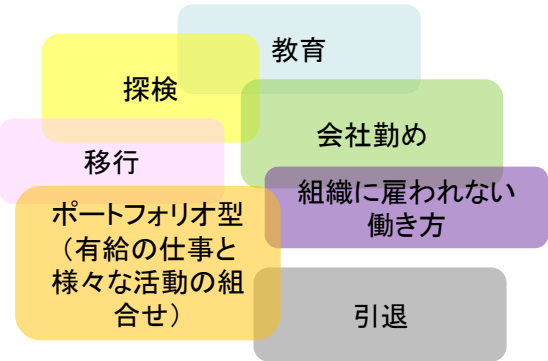 教育
探検
会社勤め
移行
組織に雇われない
働き方
ポートフォリオ型
（有給の仕事と
様々な活動の組
合せ）
引退